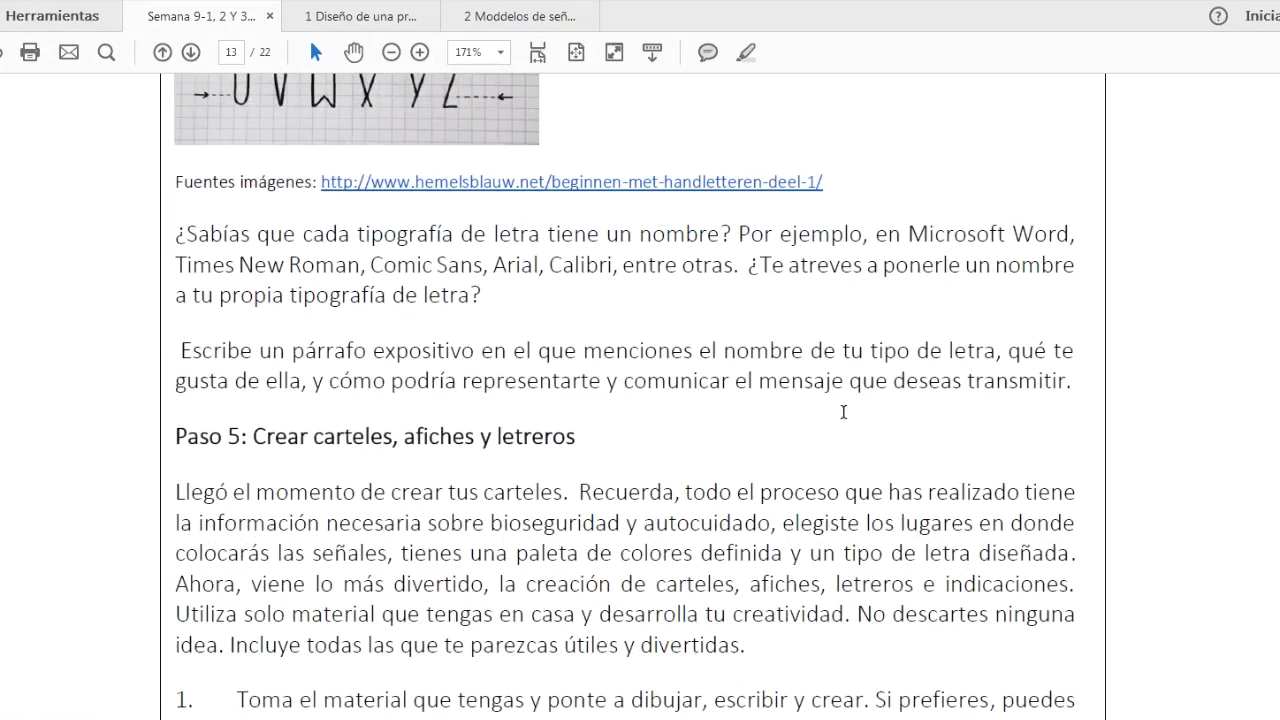 Herramientas
Semana 9-1, 2 Y 3... ×
1 Diseño de una pr...
2 Moddelos de señ...
? Inicia
13 / 22
171%
U V W X Y Z
Fuentes imágenes: http://www.hemelsblauw.net/beginnen-met-handletteren-deel-1/
¿Sabías que cada tipografía de letra tiene un nombre? Por ejemplo, en Microsoft Word,
Times New Roman, Comic Sans, Arial, Calibri, entre otras. ¿Te atreves a ponerle un nombre
a tu propia tipografía de letra?
Escribe un párrafo expositivo en el que menciones el nombre de tu tipo de letra, qué te
gusta de ella, y cómo podría representarte y comunicar el mensaje que deseas transmitir.
Paso 5: Crear carteles, afiches y letreros
Llegó el momento de crear tus carteles. Recuerda, todo el proceso que has realizado tiene
la información necesaria sobre bioseguridad y autocuidado, elegiste los lugares en donde
colocarás las señales, tienes una paleta de colores definida y un tipo de letra diseñada.
Ahora, viene lo más divertido, la creación de carteles, afiches, letreros e indicaciones.
Utiliza solo material que tengas en casa y desarrolla tu creatividad. No descartes ninguna
idea. Incluye todas las que te parezcas útiles y divertidas.
1. Toma el material que tengas y ponte a dibujar, escribir y crear. Si prefieres, puedes